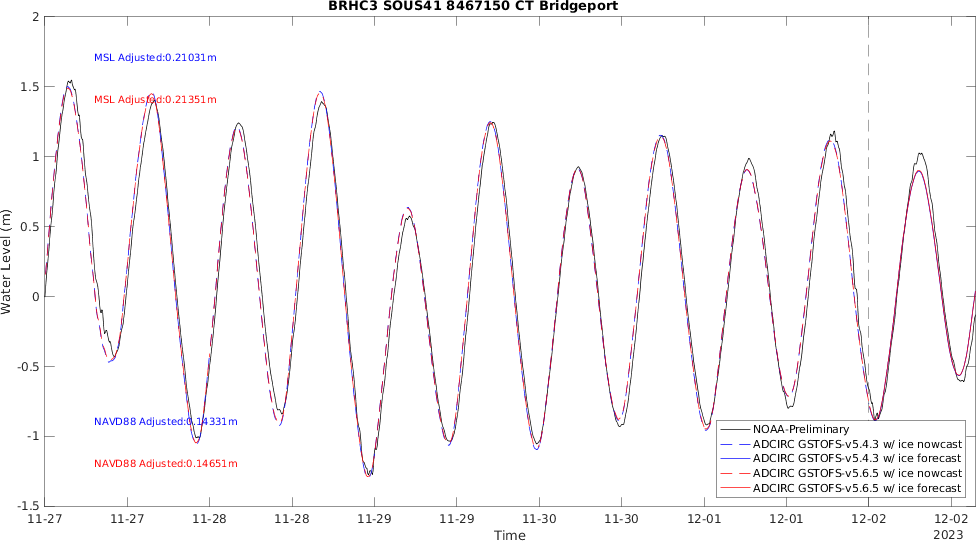 BRHC3 SOUS41 8467150 CT Bridgeport
MSL Adjusted:0.21031m
MSL Adjusted:0.21351m
NAVD88 Adjusted:0.14331m
NAVD88 Adjusted:0.14651m
Water Level (m)
2
1.5
1
0.5
0
-0.5
-1
-1.5
NOAA-Preliminary
ADCIRC GSTOFS-v5.4.3 w/ ice nowcast
ADCIRC GSTOFS-v5.4.3 w/ ice forecast
ADCIRC GSTOFS-v5.6.5 w/ ice nowcast
ADCIRC GSTOFS-v5.6.5 w/ ice forecast
11-27 11-27 11-28 11-28 11-29 11-29 11-30 11-30 12-01 12-01 12-02 12-02
Time
2023